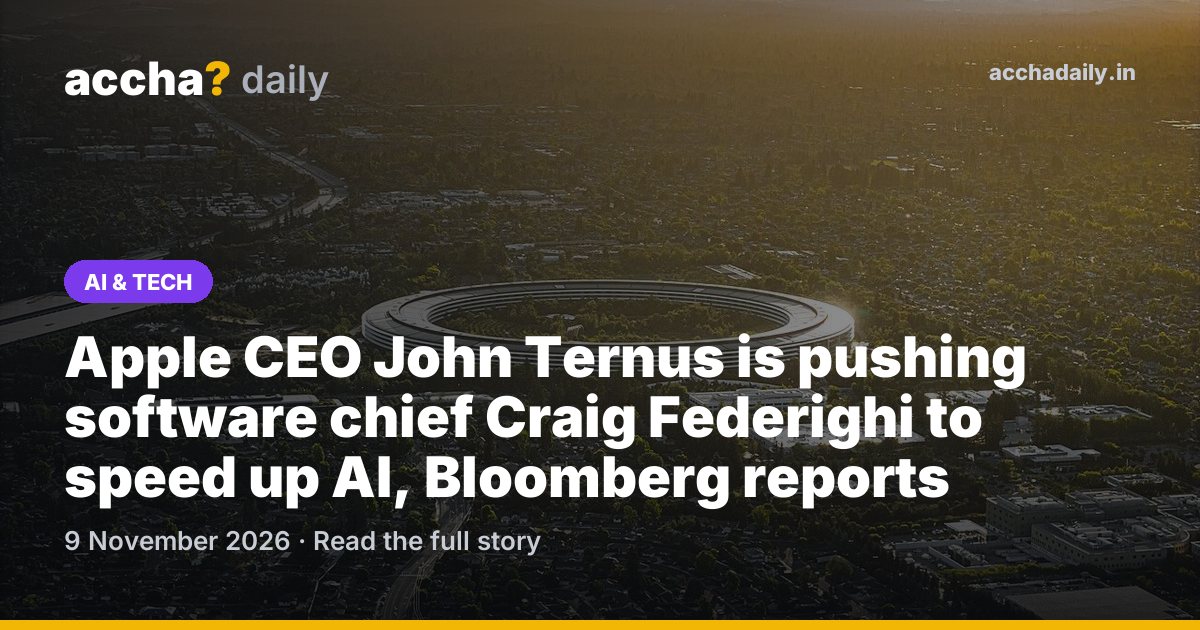 accha? daily
acchadaily.in
AI & TECH
Apple CEO John Ternus is pushing
software chief Craig Federighi to
speed up AI, Bloomberg reports
9 November 2026 · Read the full story